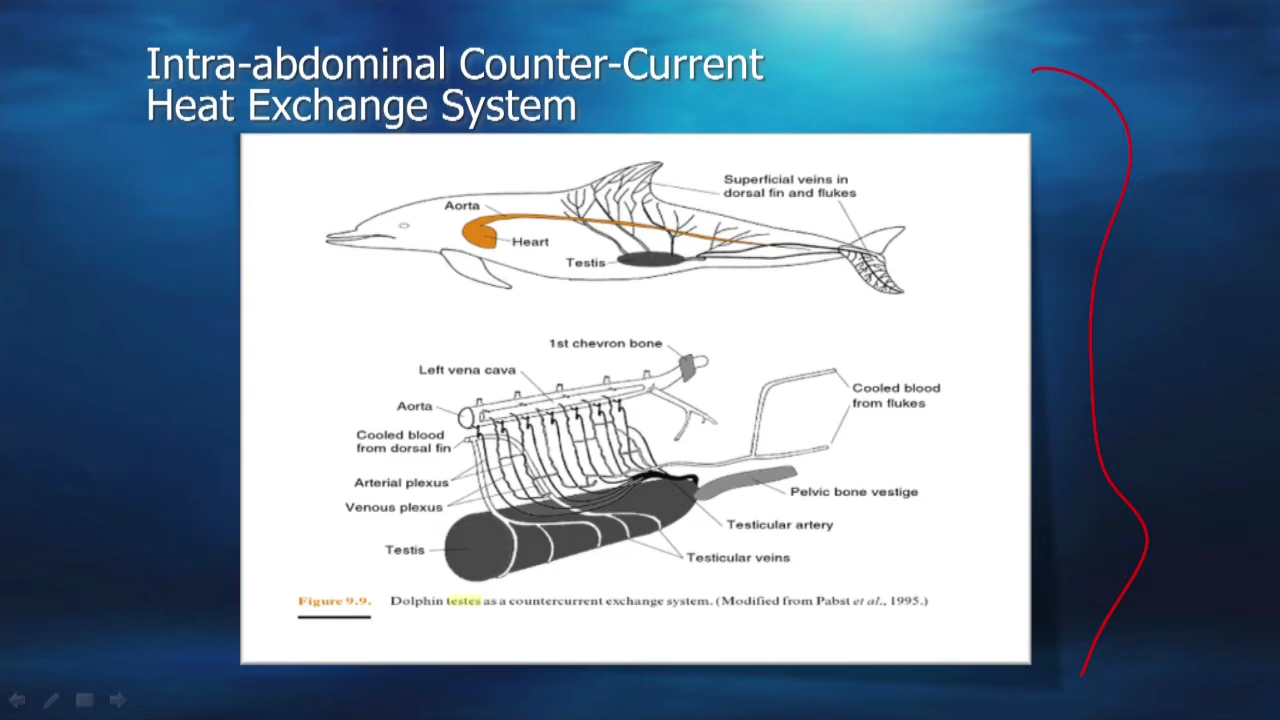 Intra-abdominal Counter-Current
Heat Exchange System
Superficial veins in
dorsal fin and flukes
Aorta
Heart
Testis
1st chevron bone
Left vena cava
Aorta
Cooled blood
from flukes
Cooled blood
from dorsal fin
Arterial plexus
Venous plexus
Pelvic bone vestige
Testicular artery
Testis
Testicular veins
Figure 9.9. Dolphin testes as a countercurrent exchange system. (Modified from Pabst et al., 1995.)